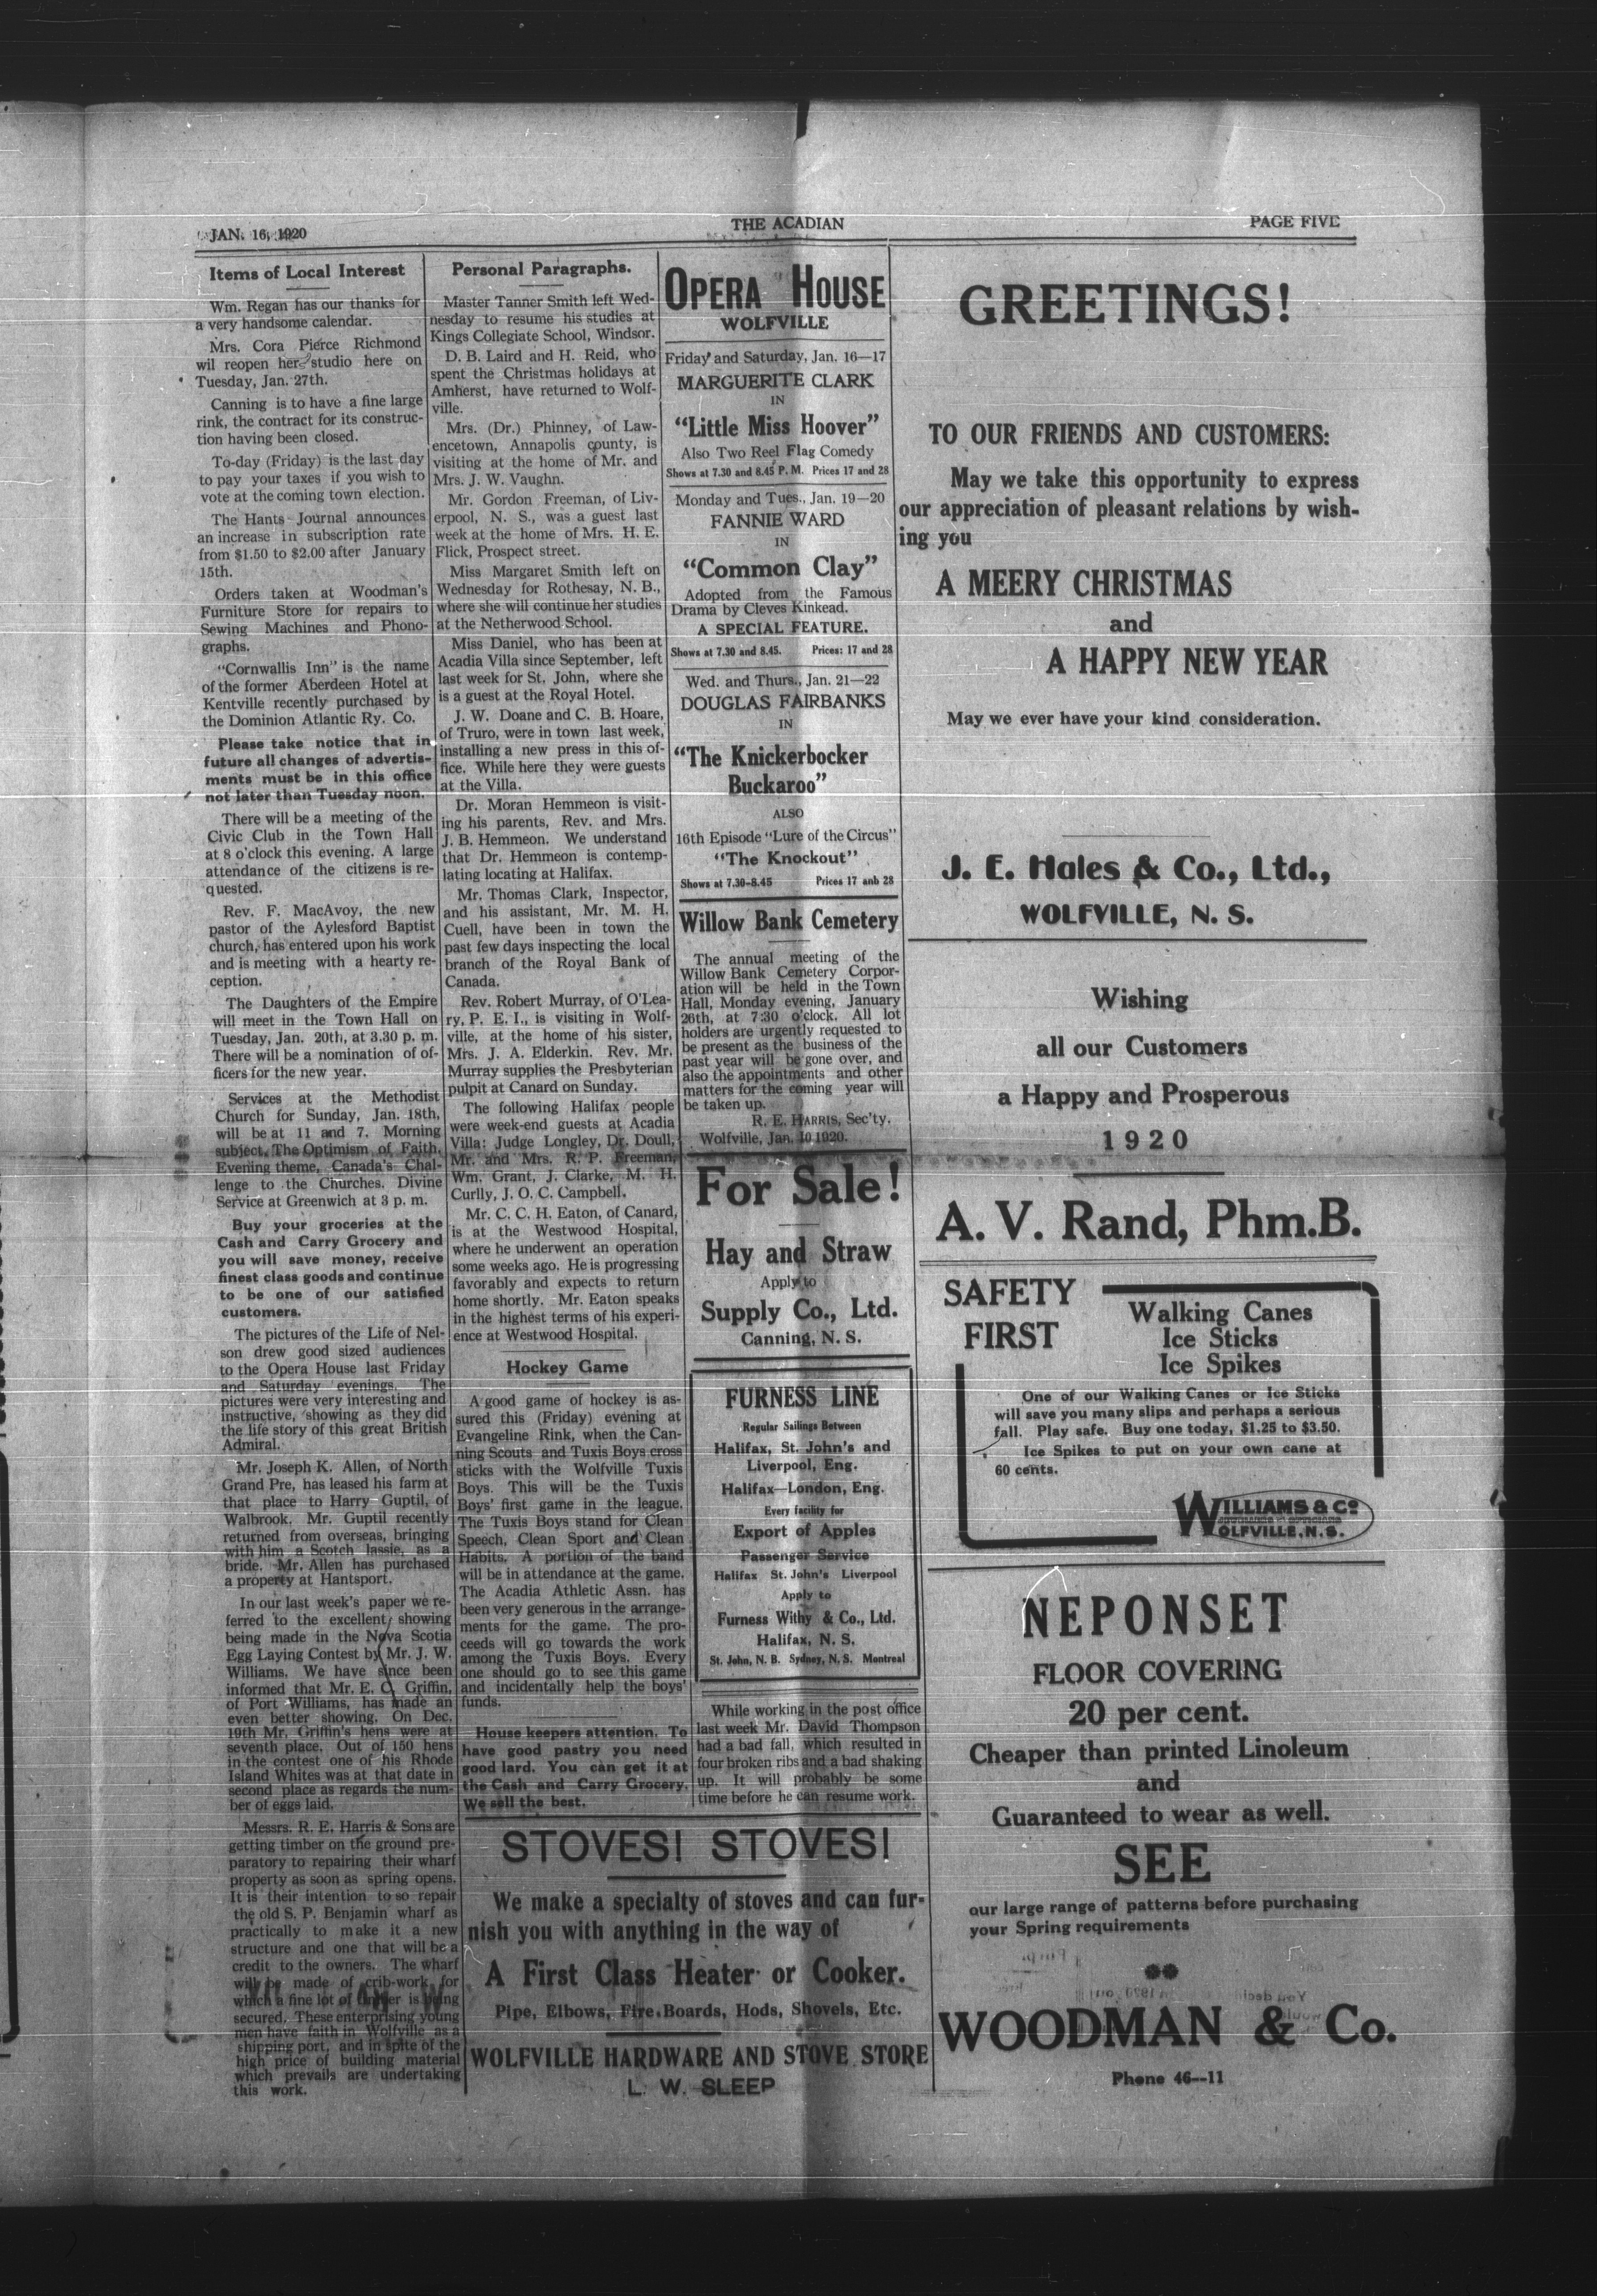 JAN. 16, 1920
THE ACADIAN
PAGE FIVE
Items of Local Interest
Wm. Regan has our thanks for
a very handsome calendar.
Mrs. Cora Pierce Richmond
wil reopen her studio here on
Tuesday, Jan. 27th.
Canning is to have a fine large
rink, the contract for its construc-
tion having been closed.
To-day (Friday) is the last day
to pay your taxes if you wish to
vote at the coming town election.
The Hants Journal announces
an increase in subscription rate
from $1.50 to $2.00 after January
15th.
Orders taken at Woodman's
Furniture Store for repairs to
Sewing Machines and Phono-
graphs.
"Cornwallis Inn" is the name
of the former Aberdeen Hotel at
Kentville recently purchased by
the Dominion Atlantic Ry. Co.
Please take notice that in
future all changes of advertis-
ments must be in this office
not later than Tuesday noon.
There will be a meeting of the
Civic Club in the Town Hall
at 8 o'clock this evening. A large
attendance of the citizens is re-
quested.
Rev. F. MacAvoy, the new
pastor of the Aylesford Baptist
church, has entered upon his work
and is meeting with a hearty re-
ception.
The Daughters of the Empire
will meet in the Town Hall on
Tuesday, Jan. 20th, at 3.30 p. m.
There will be a nomination of of-
ficers for the new year.
Services at the Methodist
Church for Sunday, Jan. 18th,
will be at 11 and 7. Morning
subject, The Optimism of Faith,
Evening theme, Canada's Chal-
lenge to the Churches. Divine
Service at Greenwich at 3 p. m.
Buy your groceries at the
Cash and Carry Grocery and
you will save money, receive
finest class goods and continue
to be one of our satisfied
customers.
The pictures of the Life of Nel-
son drew good sized audiences
to the Opera House last Friday
and Saturday evenings. The
pictures were very interesting and
instructive, showing as they did
the life story of this great British
Admiral.
Mr. Joseph K. Allen, of North
Grand Pre, has leased his farm at
that place to Harry Guptil, of
Walbrook. Mr. Guptil recently
returned from overseas, bringing
with him a Scotch lassie, as a
bride. Mr. Allen has purchased
a property at Hantsport.
In our last week's paper we re-
ferred to the excellent showing
being made in the Nova Scotia
Egg Laying Contest by Mr. J. W.
Williams. We have since been
informed that Mr. E. C. Griffin,
of Port Williams, has made an
even better showing. On Dec.
19th Mr. Griffin's hens were at
seventh place. Out of 150 hens
in the contest one of his Rhode
Island Whites was at that date in
second place as regards the num-
ber of eggs laid.
Messrs. R. E. Harris & Sons are
getting timber on the ground pre-
paratory to repairing their wharf
property as soon as spring opens.
It is their intention to so repair
the old S. P. Benjamin wharf as
practically to make it a new
structure and one that will be a
credit to the owners. The wharf
will be made of crib-work for
which a fine lot of timber is being
secured. These enterprising young
men have faith in Wolfville as a
shipping port, and in spite of the
high price of building material
which prevails are undertaking
this work.
Personal Paragraphs.
Master Tanner Smith left Wed-
nesday to resume his studies at
Kings Collegiate School, Windsor.
D. B. Laird and H. Reid, who
spent the Christmas holidays at
Amherst, have returned to Wolf-
ville.
Mrs. (Dr.) Phinney, of Law-
encetown, Annapolis county, is
visiting at the home of Mr. and
Mrs. J. W. Vaughn.
Mr. Gordon Freeman, of Liv-
erpool, N. S., was a guest last
week at the home of Mrs. H. E.
Flick, Prospect street.
Miss Margaret Smith left on
Wednesday for Rothesay, N. B.,
where she will continue her studies
at the Netherwood School.
Miss Daniel, who has been at
Acadia Villa since September, left
last week for St. John, where she
is a guest at the Royal Hotel.
J. W. Doane and C. B. Hoare,
of Truro, were in town last week,
installing a new press in this of-
fice. While here they were guests
at the Villa.
Dr. Moran Hemmeon is visit-
ing his parents, Rev. and Mrs.
J. B. Hemmeon. We understand
that Dr. Hemmeon is contemp-
lating locating at Halifax.
Mr. Thomas Clark, Inspector,
and his assistant, Mr. M. H.
Cuell, have been in town the
past few days inspecting the local
branch of the Royal Bank of
Canada.
Rev. Robert Murray, of O'Lea-
ry, P. E. I., is visiting in Wolf-
ville, at the home of his sister,
Mrs. J. A. Elderkin. Rev. Mr.
Murray supplies the Presbyterian
pulpit at Canard on Sunday.
The following Halifax people
were week-end guests at Acadia
Villa: Judge Longley, Dr. Doull,
Mr. and Mrs. R. P. Freeman,
Wm. Grant, J. Clarke, M. H.
Curlly, J. O. C. Campbell.
Mr. C. C. H. Eaton, of Canard,
is at the Westwood Hospital,
where he underwent an operation
some weeks ago. He is progressing
favorably and expects to return
home shortly. Mr. Eaton speaks
in the highest terms of his experi-
ence at Westwood Hospital.
Hockey Game
A good game of hockey is as-
sured this (Friday) evening at
Evangeline Rink, when the Can-
ning Scouts and Tuxis Boys cross
sticks with the Wolfville Tuxis
Boys. This will be the Tuxis
Boys' first game in the league.
The Tuxis Boys stand for Clean
Speech, Clean Sport and Clean
Habits. A portion of the band
will be in attendance at the game.
The Acadia Athletic Assn. has
been very generous in the arrange-
ments for the game. The pro-
ceeds will go towards the work
among the Tuxis Boys. Every
one should go to see this game
and incidentally help the boys'
funds.
House keepers attention. To
have good pastry you need
good lard. You can get it at
the Cash and Carry Grocery.
We sell the best.
OPERA HOUSE
WOLFVILLE
Friday and Saturday, Jan. 16—17
MARGUERITE CLARK
IN
"Little Miss Hoover"
Also Two Reel Flag Comedy
Shows at 7.30 and 8.45 P. M. Prices 17 and 28
Monday and Tues., Jan. 19—20
FANNIE WARD
IN
"Common Clay"
Adopted from the Famous
Drama by Cleves Kinkead.
A SPECIAL FEATURE.
Shows at 7.30 and 8.45. Prices: 17 and 28
Wed. and Thurs., Jan. 21—22
DOUGLAS FAIRBANKS
IN
"The Knickerbocker
Buckaroo"
ALSO
16th Episode "Lure of the Circus"
"The Knockout"
Shows at 7.30-8.45 Prices 17 anb 28
Willow Bank Cemetery
The annual meeting of the
Willow Bank Cemetery Corpor-
ation will be held in the Town
Hall, Monday evening, January
26th, at 7:30 o'clock. All lot
holders are urgently requested to
be present as the business of the
past year will be gone over, and
also the appointments and other
matters for the coming year will
be taken up.
R. E. HARRIS, Sec'ty.
Wolfville, Jan. 10 1920.
For Sale!
Hay and Straw
Apply to
Supply Co., Ltd.
Canning, N. S.
FURNESS LINE
Regular Sailings Between
Halifax, St. John's and
Liverpool, Eng.
Halifax—London, Eng.
Every facility for
Export of Apples
Passenger Service
Halifax St. John's Liverpool
Apply to
Furness Withy & Co., Ltd.
Halifax, N. S.
St. John, N. B. Sydney, N. S. Montreal
While working in the post office
last week Mr. David Thompson
had a bad fall, which resulted in
four broken ribs and a bad shaking
up. It will probably be some
time before he can resume work.
STOVES! STOVES!
We make a specialty of stoves and can fur-
nish you with anything in the way of
A First Class Heater or Cooker.
Pipe, Elbows, Fire Boards, Hods, Shovels, Etc.
WOLFVILLE HARDWARE AND STOVE STORE
L. W. SLEEP
GREETINGS!
TO OUR FRIENDS AND CUSTOMERS:
May we take this opportunity to express
our appreciation of pleasant relations by wish-
ing you
A MEERY CHRISTMAS
and
A HAPPY NEW YEAR
May we ever have your kind consideration.
J. E. Hales & Co., Ltd.,
WOLFVILLE, N. S.
Wishing
all our Customers
a Happy and Prosperous
1920
A. V. Rand, Phm.B.
SAFETY
FIRST
Walking Canes
Ice Sticks
Ice Spikes
One of our Walking Canes or Ice Sticks
will save you many slips and perhaps a serious
fall. Play safe. Buy one today, $1.25 to $3.50.
Ice Spikes to put on your own cane at
60 cents.
WILLIAMS & Co
WOLFVILLE, N. S.
NEPONSET
FLOOR COVERING
20 per cent.
Cheaper than printed Linoleum
and
Guaranteed to wear as well.
SEE
our large range of patterns before purchasing
your Spring requirements
WOODMAN & Co.
Phone 46--11